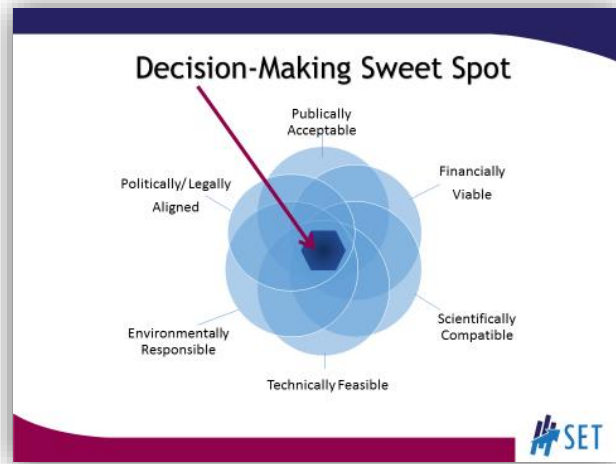 Decision-Making Sweet Spot
Publically
Acceptable
Financially
Viable
Scientifically
Compatible
Technically Feasible
Environmentally
Responsible
Politically/Legally
Aligned
SET